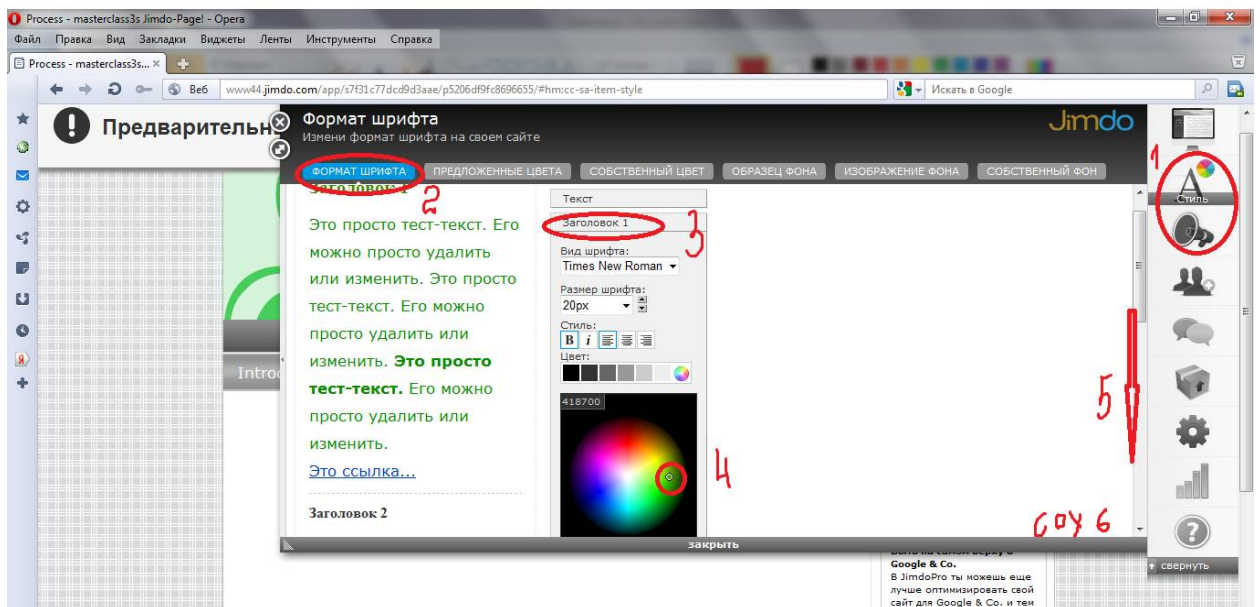 Process - masterclass3s Jimdo-Page! - Opera
Файл Правка Вид Закладки Виджеты Ленты Инструменты Справка
Process - masterclass3s...
Веб www44.jimdo.com/app/s7f31c77dcd9d3aae/p5206df9fc8696655/#hm:cc-sa-item-style Искать в Google
Предварительн
Формат шрифта
Измени формат шрифта на своем сайте
Jimdo
ФОРМАТ ШРИФТА ПРЕДЛОЖЕННЫЕ ЦВЕТА СОБСТВЕННЫЙ ЦВЕТ ОБРАЗЕЦ ФОНА ИЗОБРАЖЕНИЕ ФОНА СОБСТВЕННЫЙ ФОН
1
Стиль
2
Заголовок 1
Это просто тест-текст. Его
можно просто удалить
или изменить. Это просто
тест-текст. Его можно
просто удалить или
изменить. Это просто
тест-текст. Его можно
просто удалить или
изменить.
Это ссылка...
Заголовок 2
Текст
Заголовок 1
3
Вид шрифта:
Times New Roman
Размер шрифта:
20px
Стиль:
B i
Цвет:
418700
4
5
сох 6
Introd
закрыть
свернуть
Google & Co.
В JimdoPro ты можешь еще
лучше оптимизировать свой
сайт для Google & Co. и тем